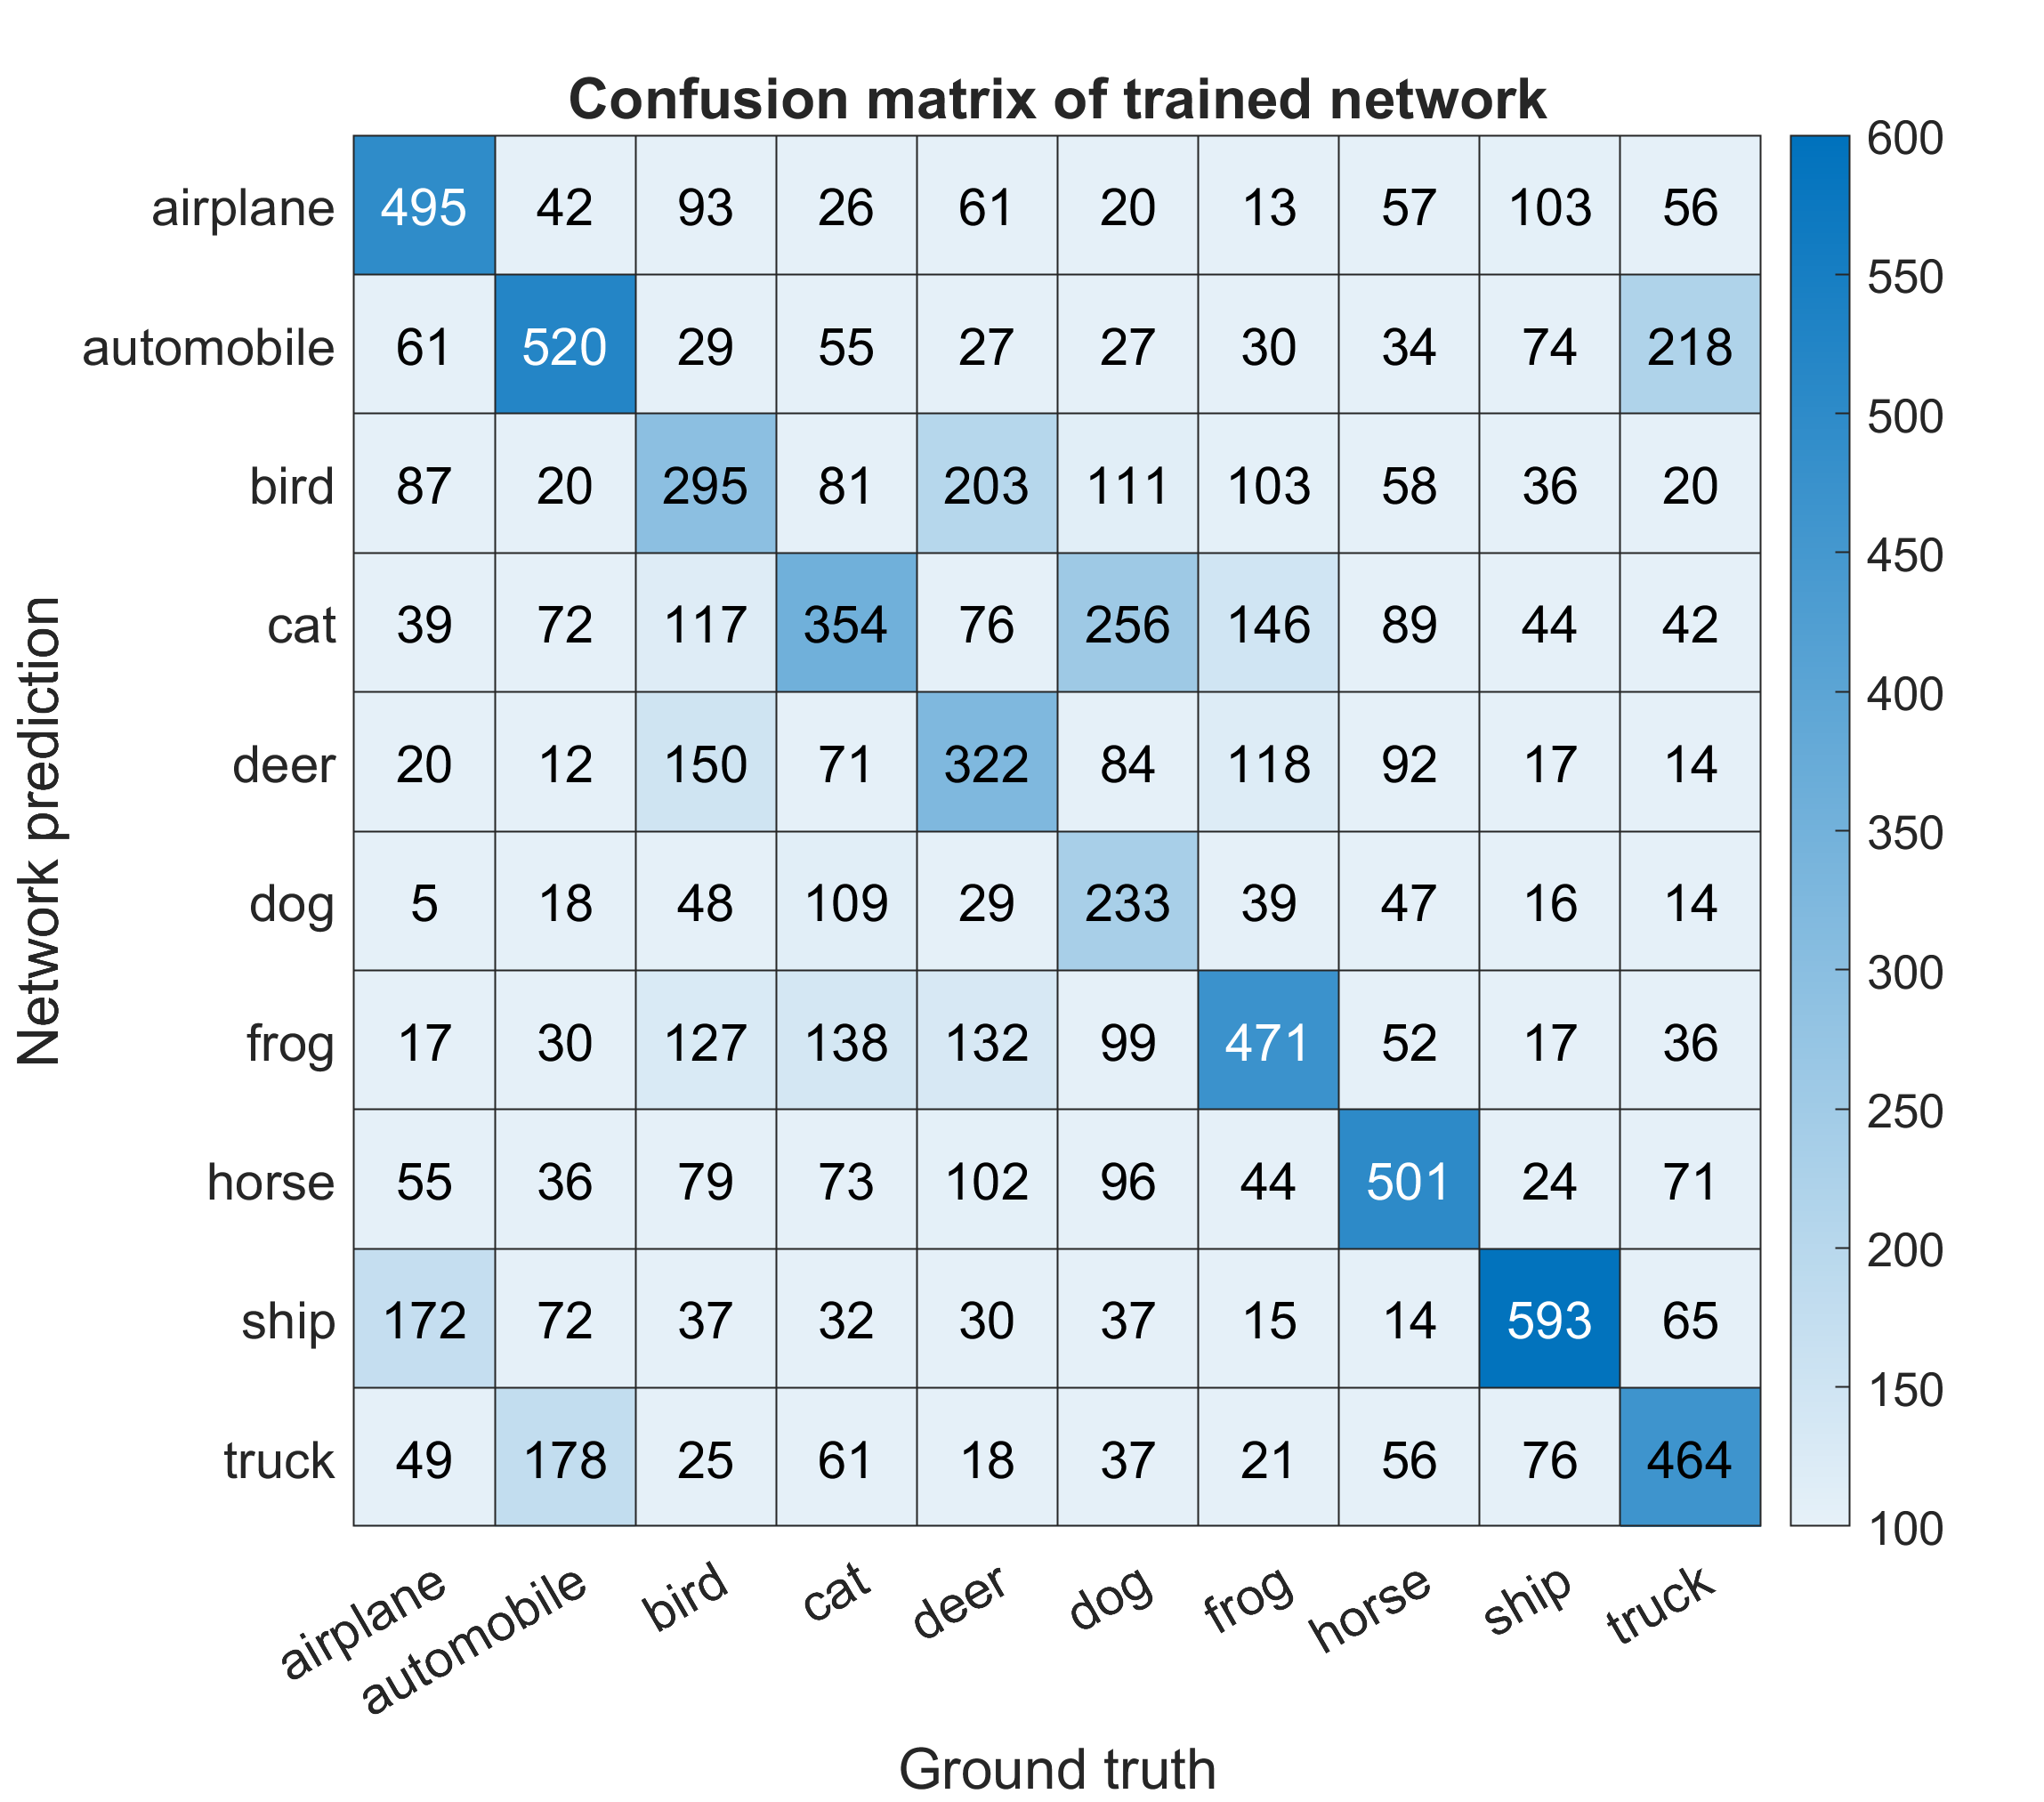 Confusion matrix of trained network
airplane 495 42 93 26 61 20 13 57 103 56
automobile 61 520 29 55 27 27 30 34 74 218
bird 87 20 295 81 203 111 103 58 36 20
cat 39 72 117 354 76 256 146 89 44 42
deer 20 12 150 71 322 84 118 92 17 14
dog 5 18 48 109 29 233 39 47 16 14
frog 17 30 127 138 132 99 471 52 17 36
horse 55 36 79 73 102 96 44 501 24 71
ship 172 72 37 32 30 37 15 14 593 65
truck 49 178 25 61 18 37 21 56 76 464
airplane automobile bird cat deer dog frog horse ship truck
Ground truth
Network prediction
600
550
500
450
400
350
300
250
200
150
100